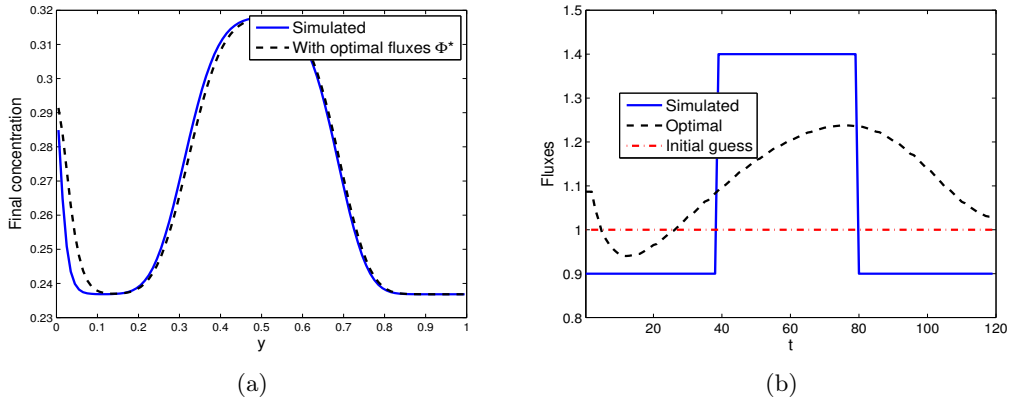 0.32
0.31
0.3
0.29
0.28
0.27
0.26
0.25
0.24
0.23
Final concentration
Simulated
With optimal fluxes Φ*
0 0.1 0.2 0.3 0.4 0.5 0.6 0.7 0.8 0.9 1
y
(a)
1.5
1.4
1.3
1.2
1.1
1
0.9
0.8
Fluxes
Simulated
Optimal
Initial guess
20 40 60 80 100 120
t
(b)